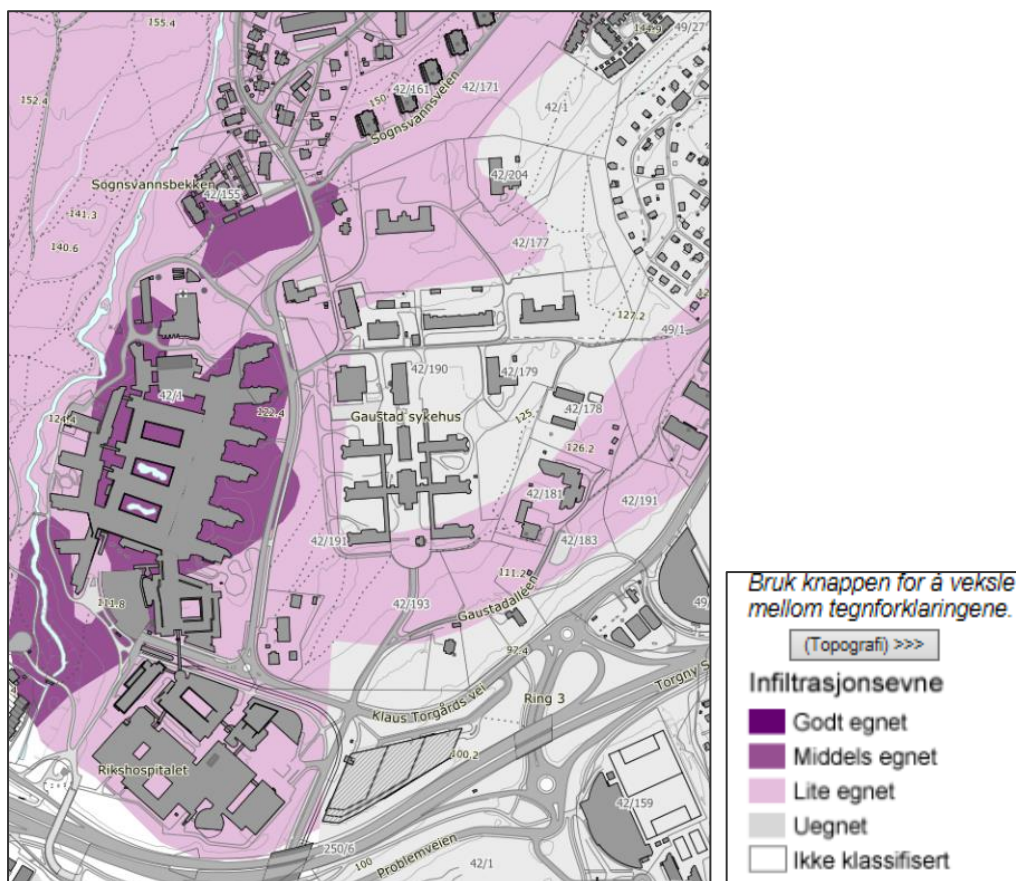 155.4
144.9
49/27
152.4
42/161
42/171
150
42/1
Sognsvannsveien
Sognsvannsbekken
42/155
42/204
141.3
140.6
42/177
127.2
49/1
42/190
42/179
42/1
42/178
122.4
Gaustad sykehus
125
124.4
126.2
42/181
42/191
42/191
42/183
111.2
111.8
42/193
Gaustadalléen
97.4
Ring 3
Klaus Torgårds vei
Torgny S
100.2
Rikshospitalet
42/159
250/6
100
Problemveien
42/1
Bruk knappen for å veksle
mellom tegnforklaringene.
(Topografi) >>>
Infiltrasjonsevne
Godt egnet
Middels egnet
Lite egnet
Uegnet
Ikke klassifisert